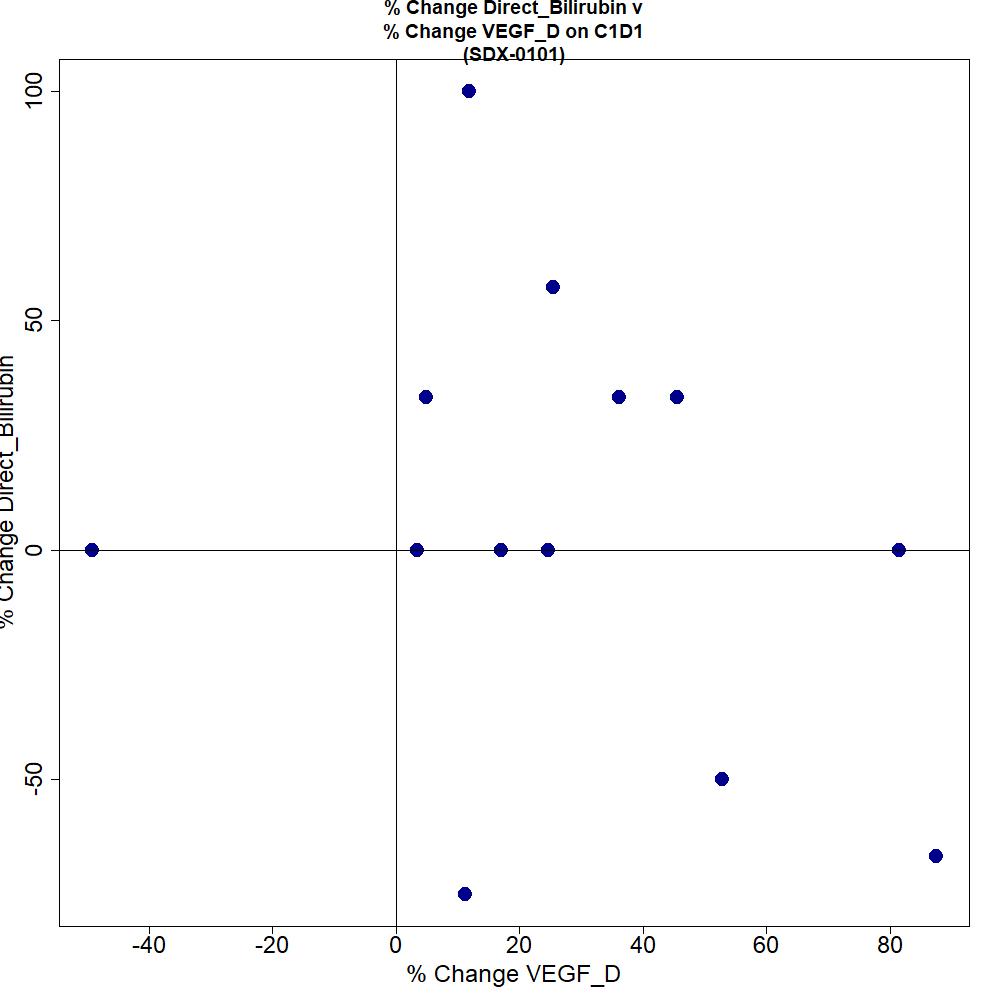 % Change Direct_Bilirubin v
% Change VEGF_D on C1D1
(SDX-0101)
% Change Direct_Bilirubin
100
50
0
-50
-40
-20
0
20
40
60
80
% Change VEGF_D